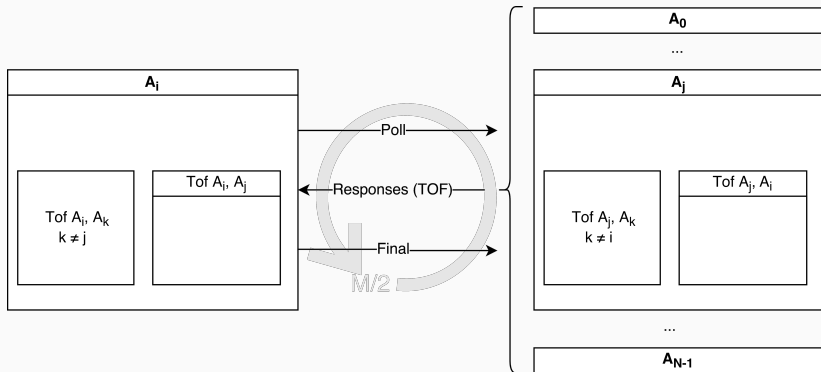 A0
...
Ai
Aj
Poll
Responses (TOF)
Final
M/2
Tof Ai, Ak
k ≠ j
Tof Ai, Aj
Tof Aj, Ak
k ≠ i
Tof Aj, Ai
...
AN-1